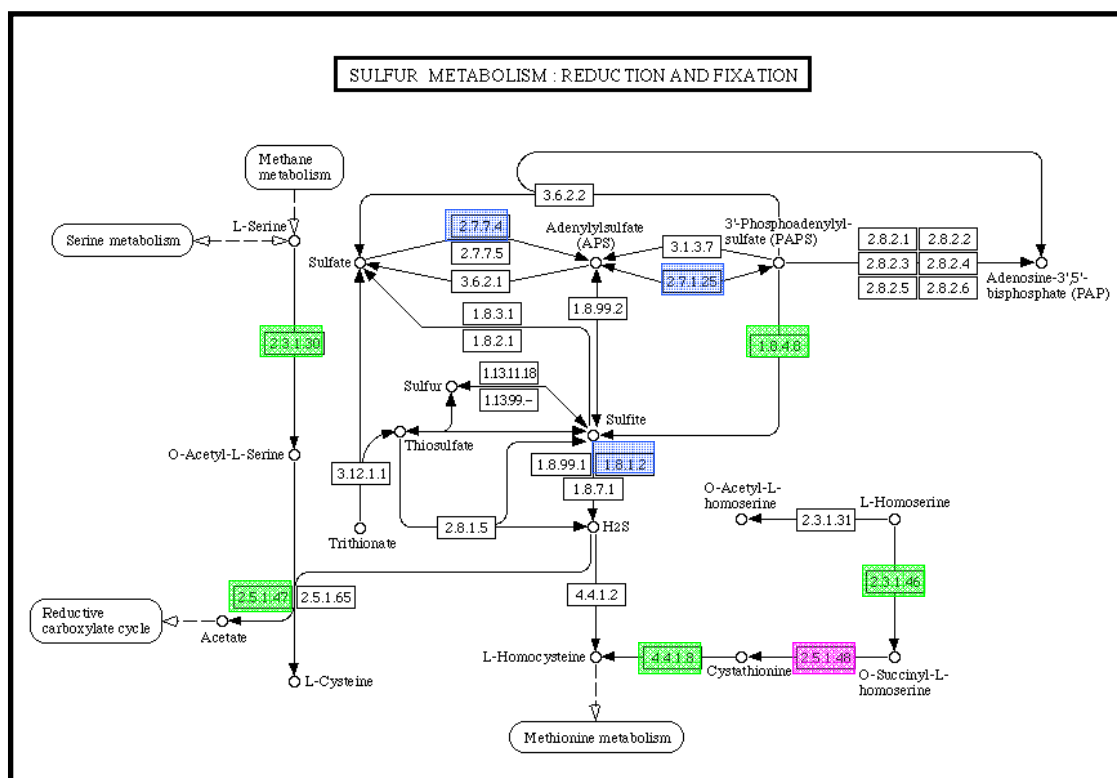 SULFUR METABOLISM : REDUCTION AND FIXATION
Methane
metabolism
3.6.2.2
L-Serine
Serine metabolism
2.7.7.4
2.7.7.5
Sulfate
3.6.2.1
Adenylylsulfate
(APS)
3'-Phosphoadenylyl-
sulfate (PAPS)
3.1.3.7
2.7.1.25
2.8.2.1
2.8.2.2
2.8.2.3
2.8.2.4
2.8.2.5
2.8.2.6
Adenosine-3',5'-
bisphosphate (PAP)
1.8.3.1
1.8.2.1
1.8.99.2
2.3.1.30
1.8.4.8
Sulfur
1.13.11.18
1.13.99.-
Sulfite
Thiosulfate
O-Acetyl-L-Serine
3.12.1.1
1.8.99.1
1.8.1.2
1.8.7.1
2.8.1.5
H2S
Trithionate
O-Acetyl-L-
homoserine
L-Homoserine
2.3.1.31
2.5.1.47
2.5.1.65
4.4.1.2
2.3.1.46
Reductive
carboxylate cycle
Acetate
L-Homocysteine
4.4.1.8
Cystathionine
2.5.1.48
O-Succinyl-L-
homoserine
L-Cysteine
Methionine metabolism